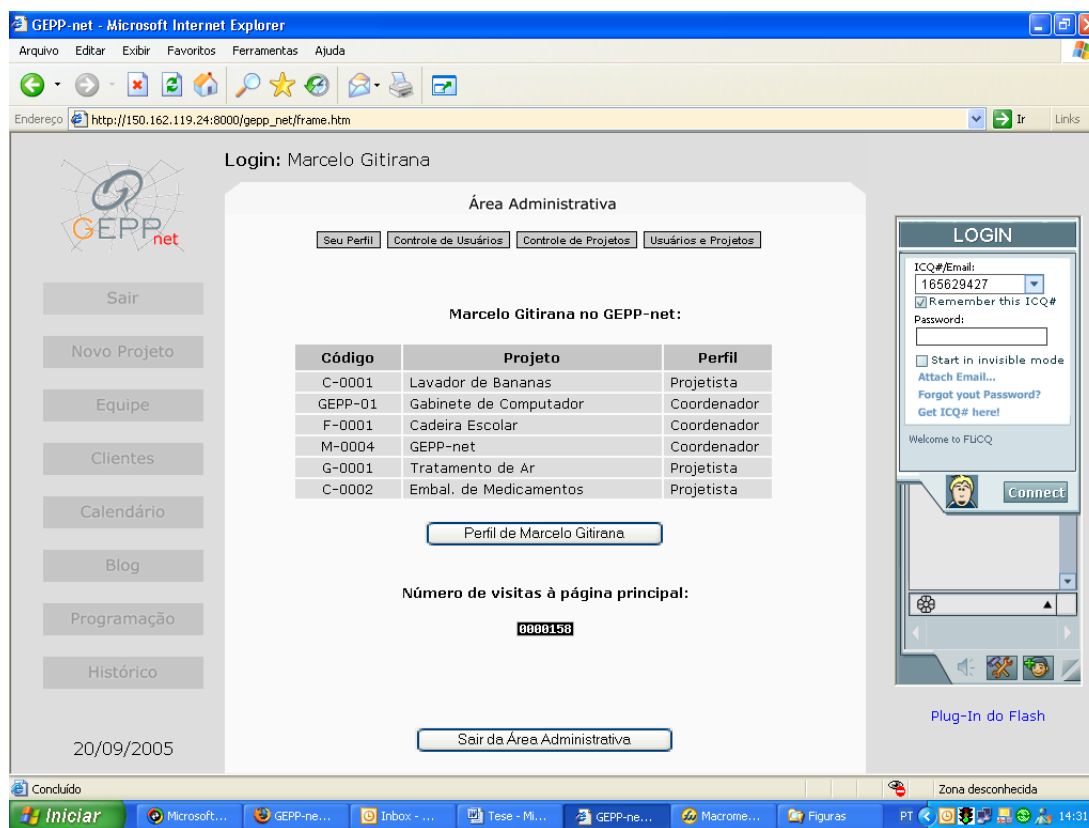 GEPP-net - Microsoft Internet Explorer
Arquivo Editar Exibir Favoritos Ferramentas Ajuda
Endereço http://150.162.119.24:8000/gepp_net/frame.htm Ir Links
GEPP net
Login: Marcelo Gitirana
Área Administrativa
Seu Perfil Controle de Usuários Controle de Projetos Usuários e Projetos
Sair
Novo Projeto
Equipe
Clientes
Calendário
Blog
Programação
Histórico
20/09/2005
Marcelo Gitirana no GEPP-net:
Código Projeto Perfil
C-0001 Lavador de Bananas Projetista
GEPP-01 Gabinete de Computador Coordenador
F-0001 Cadeira Escolar Coordenador
M-0004 GEPP-net Coordenador
G-0001 Tratamento de Ar Projetista
C-0002 Embal. de Medicamentos Projetista
Perfil de Marcelo Gitirana
Número de visitas à página principal:
0000158
Sair da Área Administrativa
LOGIN
ICQ#/Email:
165629427
Remember this ICQ#
Password:
Start in invisible mode
Attach Email...
Forgot yout Password?
Get ICQ# here!
Welcome to FLiCQ
Connect
Plug-In do Flash
Concluído Zona desconhecida
Iniciar Microsoft... GEPP-ne... Inbox - ... Tese - Mi... GEPP-ne... Macrome... Figuras PT 14:31